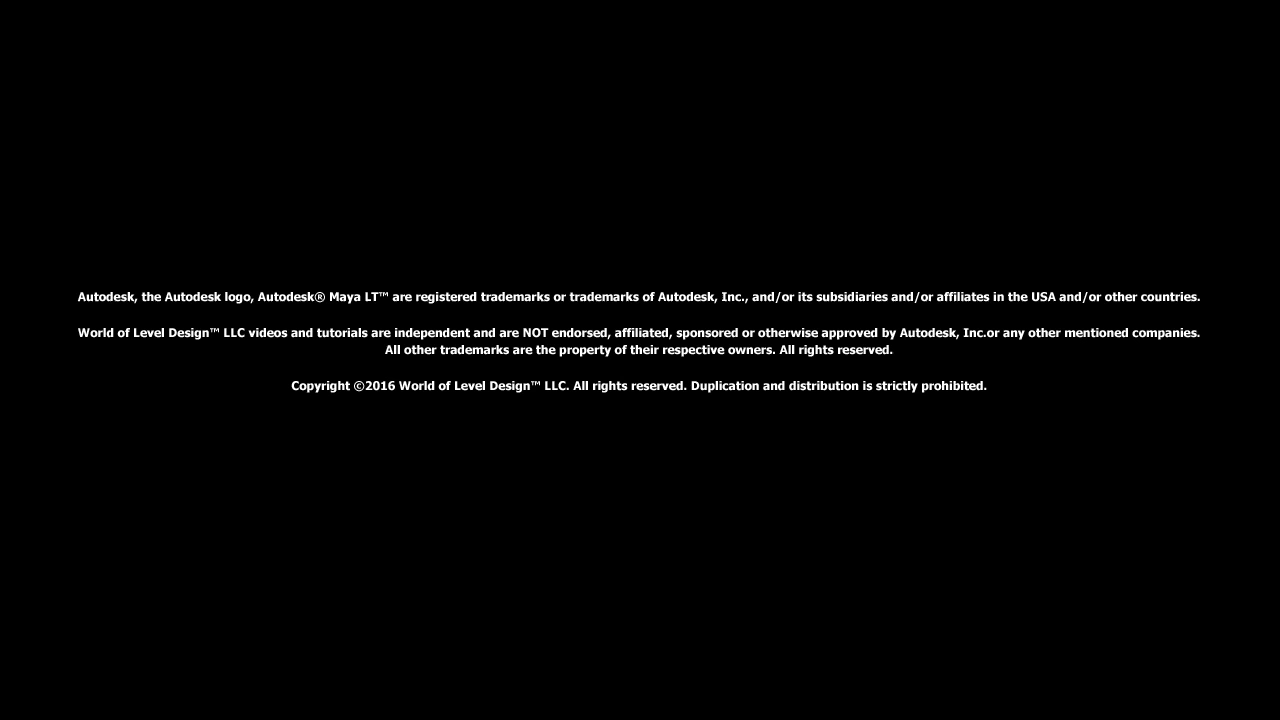 Autodesk, the Autodesk logo, Autodesk® Maya LT™ are registered trademarks or trademarks of Autodesk, Inc., and/or its subsidiaries and/or affiliates in the USA and/or other countries.
World of Level Design™ LLC videos and tutorials are independent and are NOT endorsed, affiliated, sponsored or otherwise approved by Autodesk, Inc.or any other mentioned companies.
All other trademarks are the property of their respective owners. All rights reserved.
Copyright ©2016 World of Level Design™ LLC. All rights reserved. Duplication and distribution is strictly prohibited.